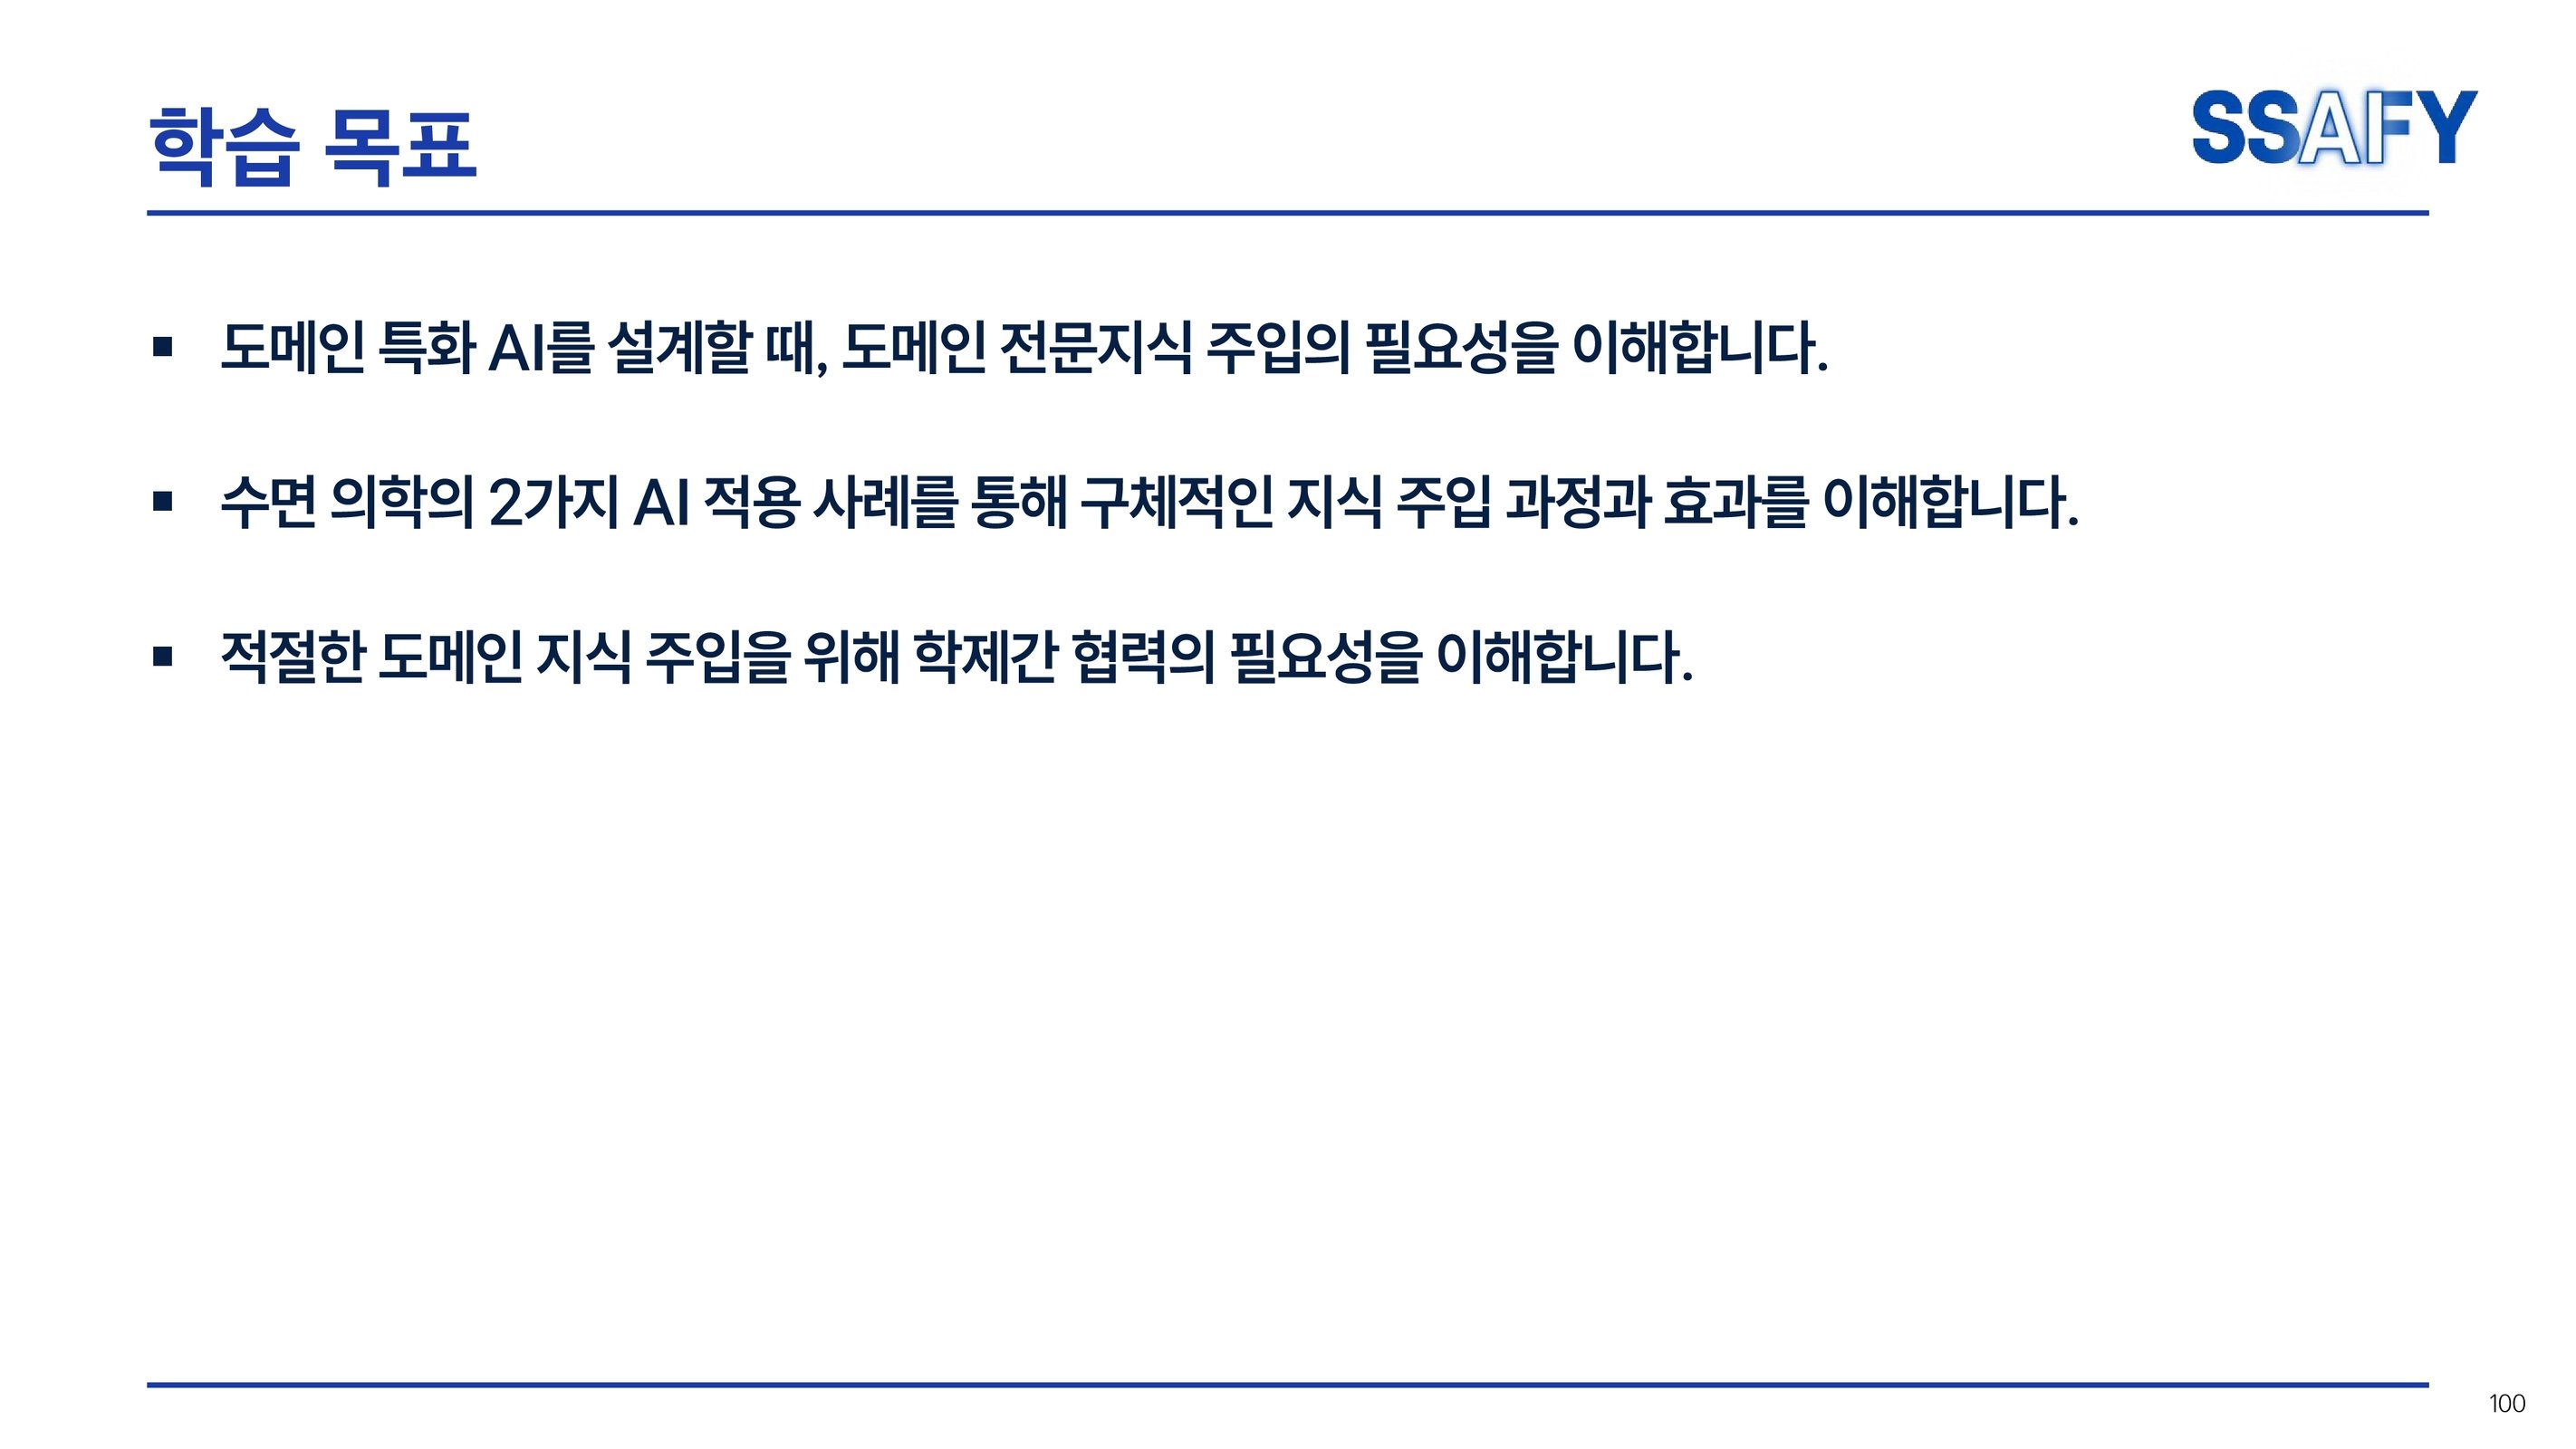 학습 목표
SSAFY
▪ 도메인 특화 AI를 설계할 때, 도메인 전문지식 주입의 필요성을 이해합니다.
▪ 수면 의학의 2가지 AI 적용 사례를 통해 구체적인 지식 주입 과정과 효과를 이해합니다.
▪ 적절한 도메인 지식 주입을 위해 학제간 협력의 필요성을 이해합니다.
100